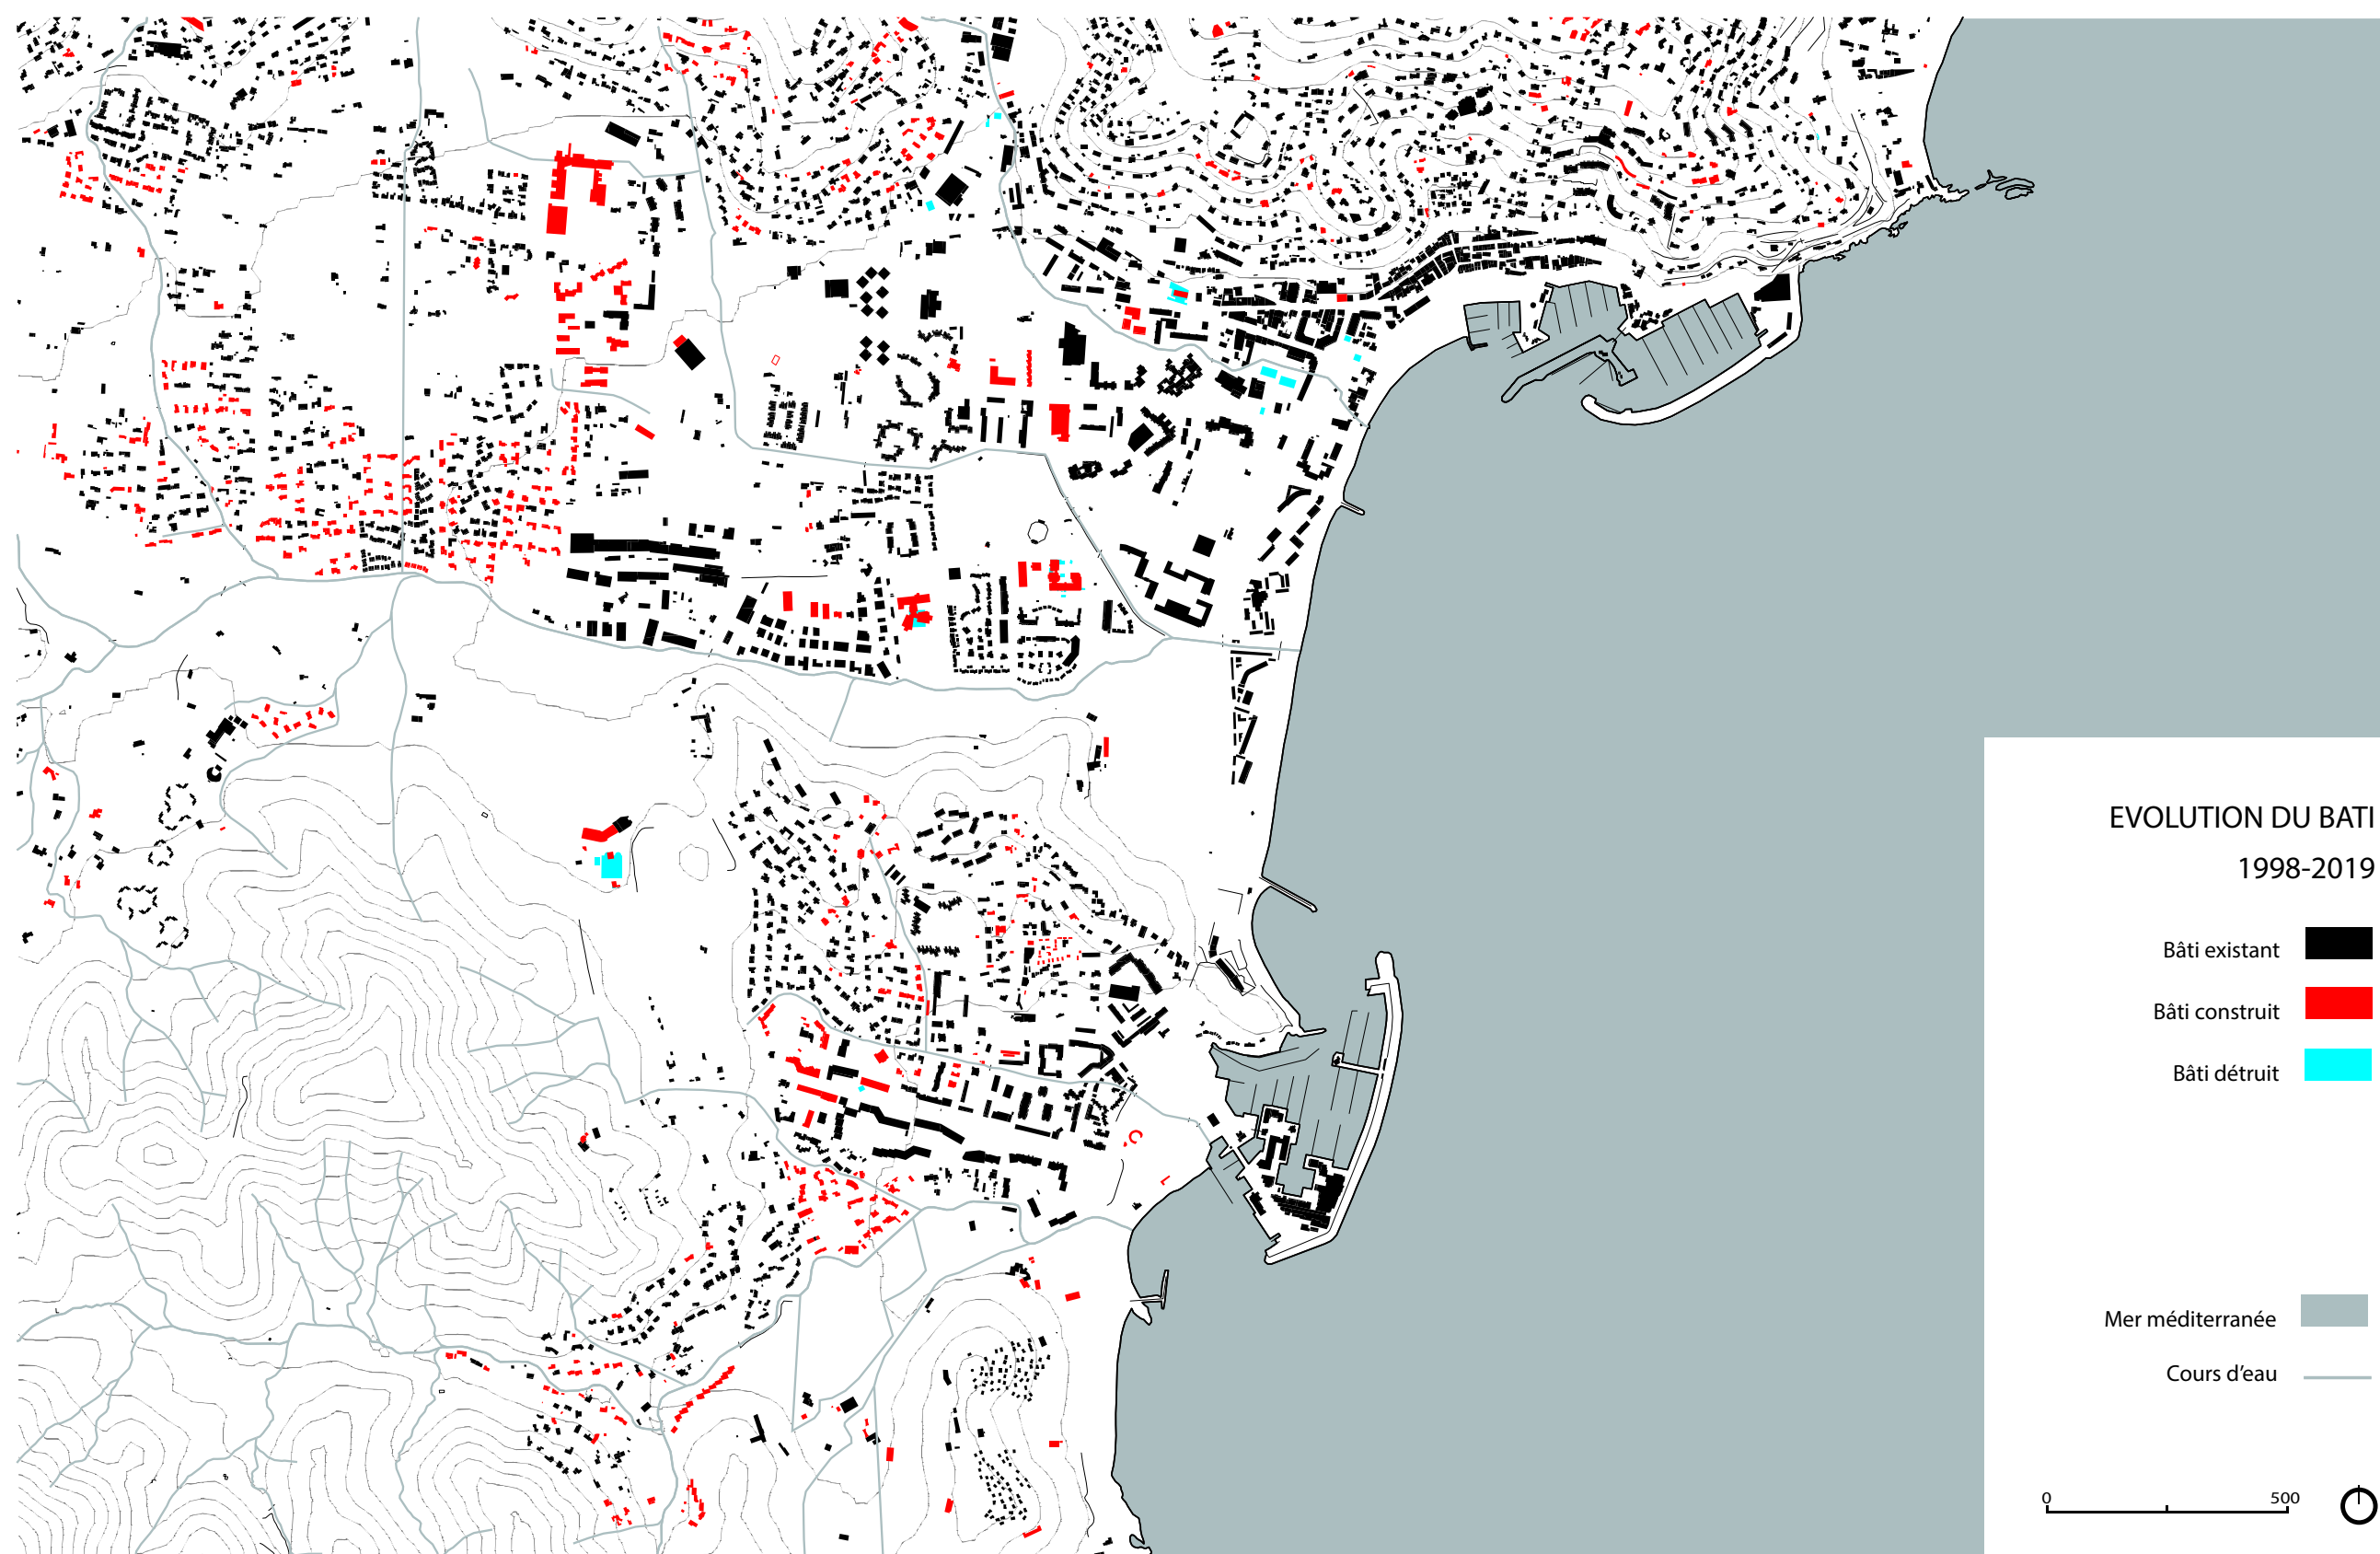 EVOLUTION DU BATI
1998-2019
Bâti existant
Bâti construit
Bâti détruit
Mer méditerranée
Cours d'eau
0 500